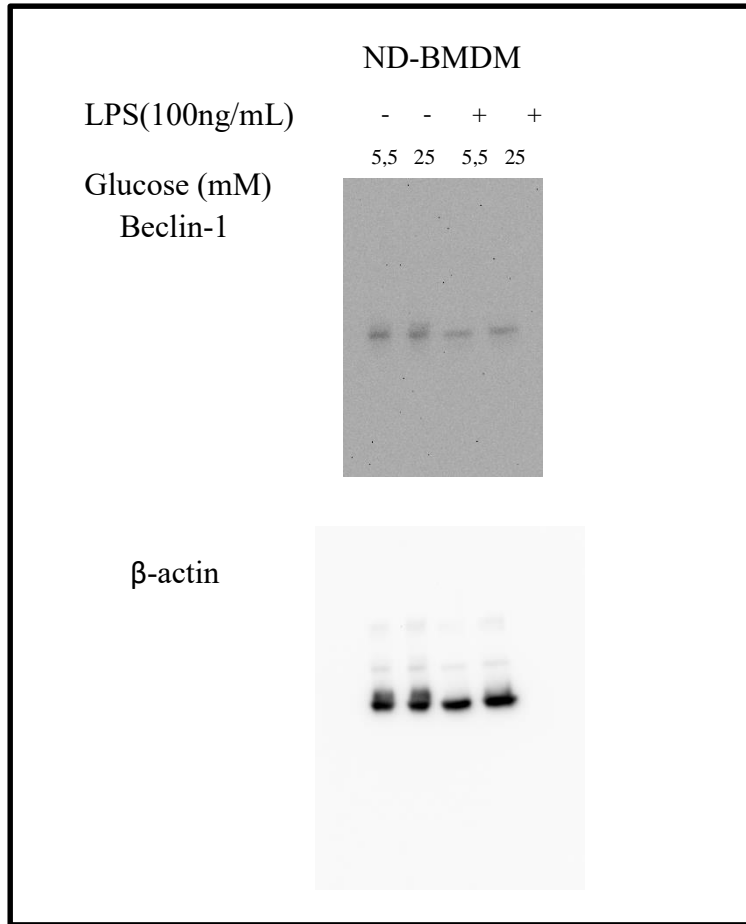 ND-BMDM
LPS(100ng/mL) - - + +
5,5 25 5,5 25
Glucose (mM)
Beclin-1
β-actin